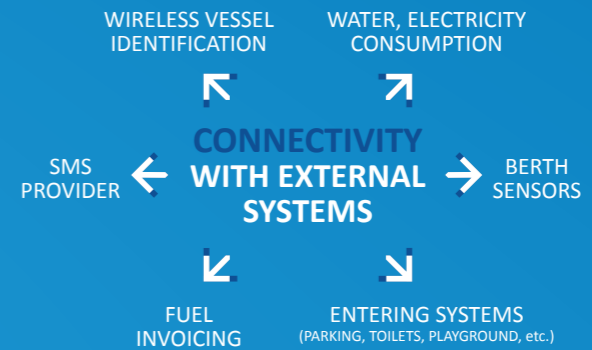 WIRELESS VESSEL
IDENTIFICATION
WATER, ELECTRICITY
CONSUMPTION
CONNECTIVITY
WITH EXTERNAL
SYSTEMS
SMS
PROVIDER
BERTH
SENSORS
FUEL
INVOICING
ENTERING SYSTEMS
(PARKING, TOILETS, PLAYGROUND, etc.)